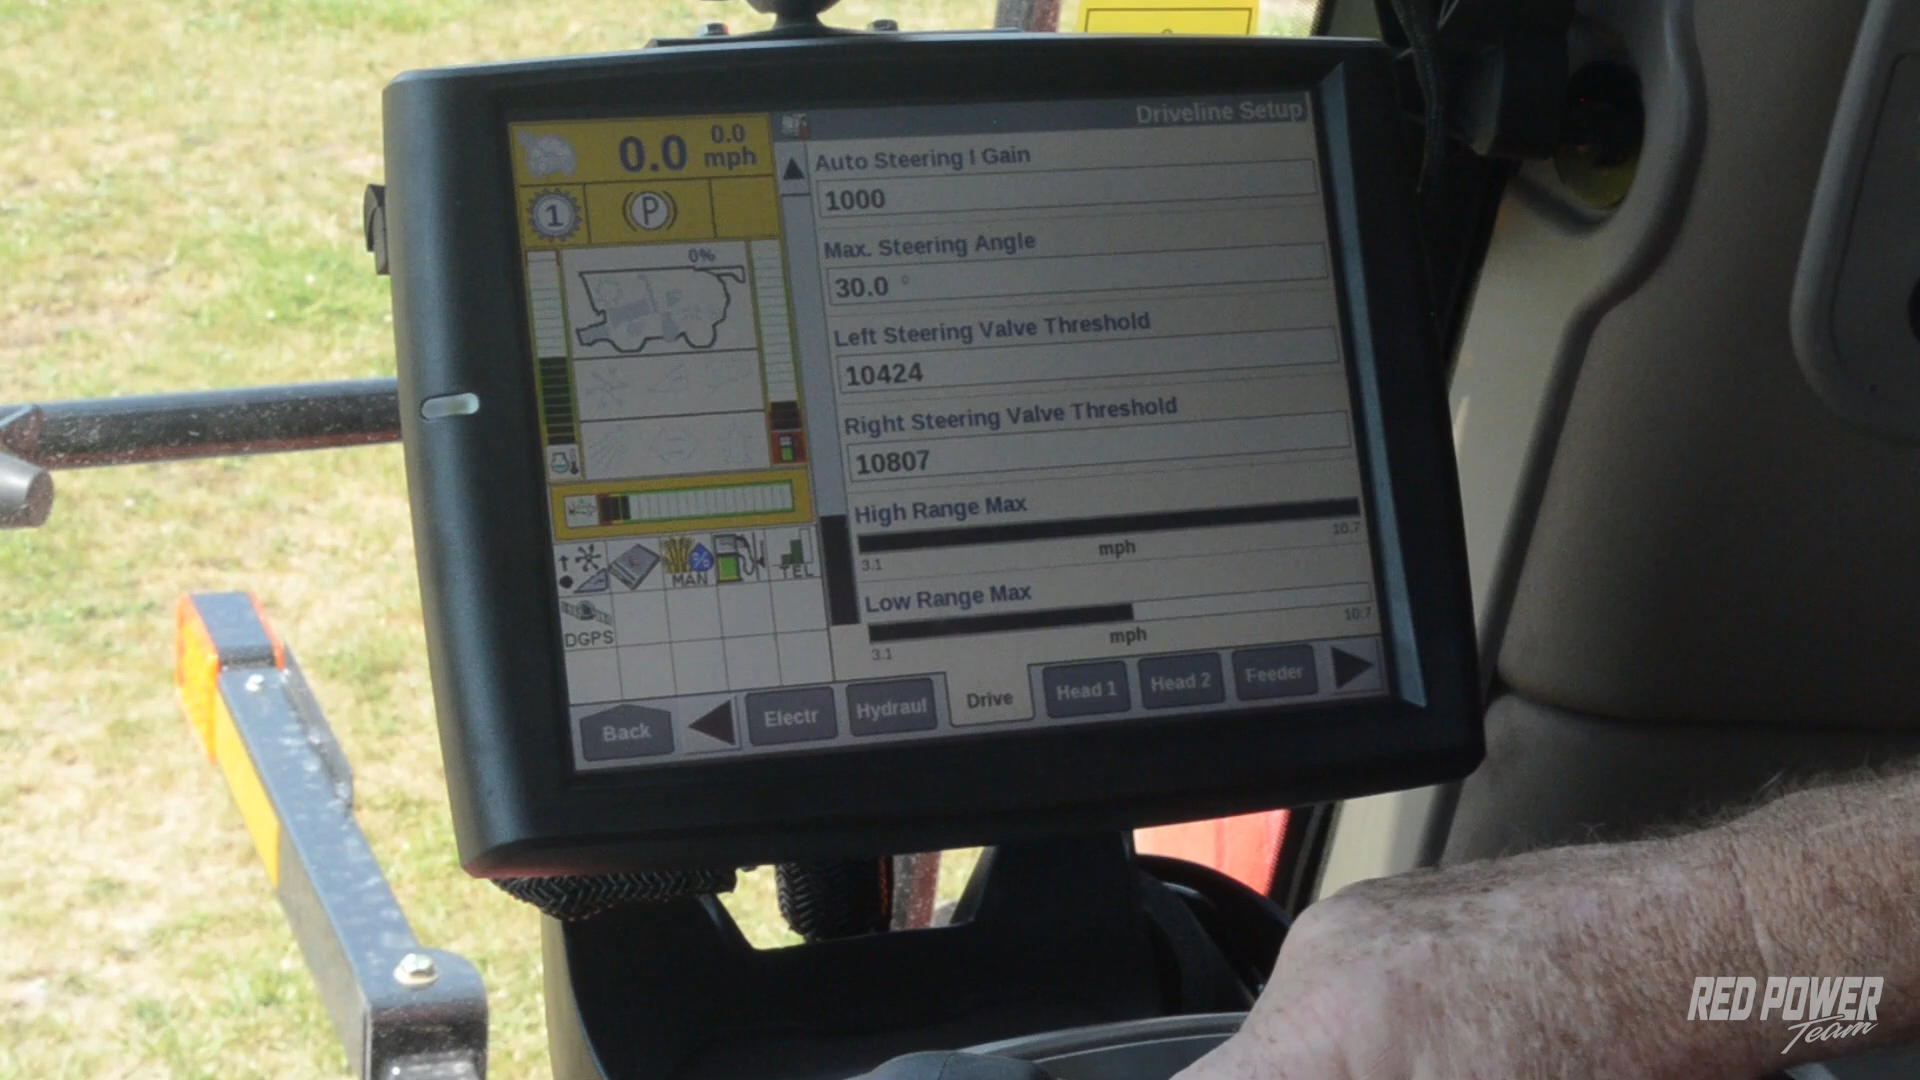 Driveline Setup
0.0
0.0
mph
1
P
0%
MAN
TEL
DGPS
Auto Steering I Gain
1000
Max. Steering Angle
30.0 °
Left Steering Valve Threshold
10424
Right Steering Valve Threshold
10807
High Range Max
3.1 mph 10.7
Low Range Max
3.1 mph 10.7
Back Electr Hydraul Drive Head 1 Head 2 Feeder
RED POWER
Team